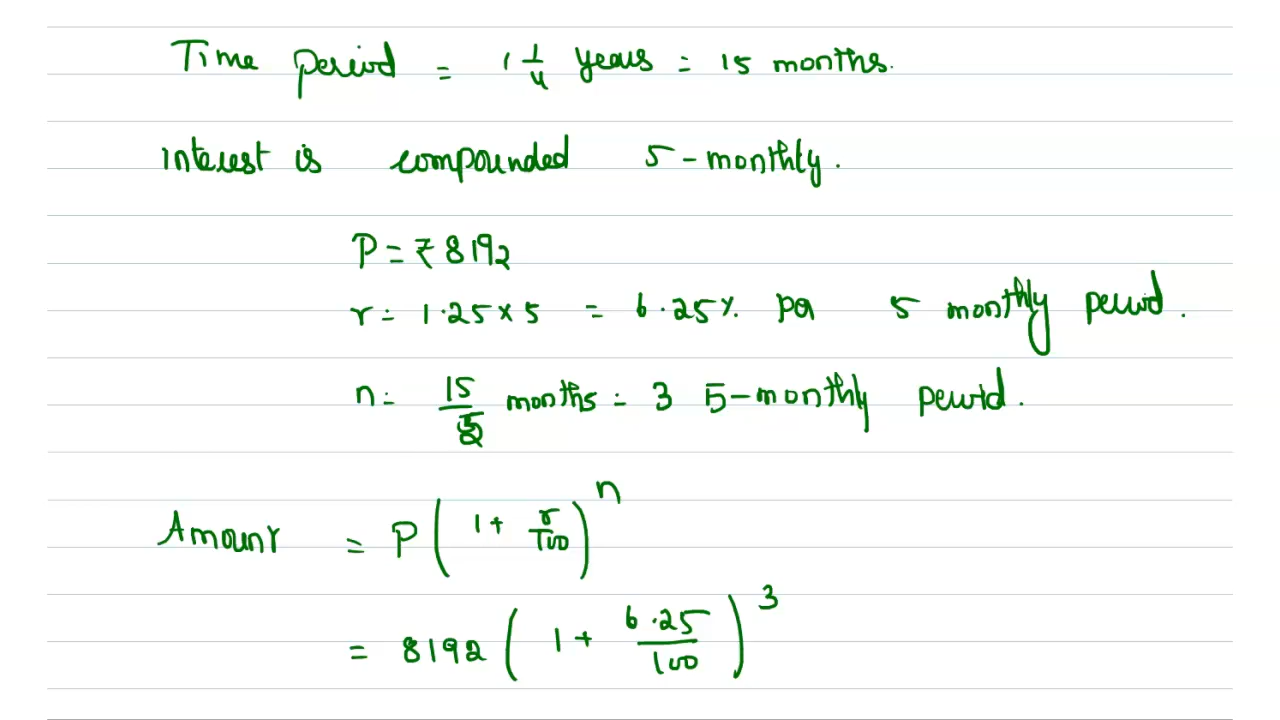 Time period = 1 1/4 years = 15 months.
Interest is compounded 5-monthly.
P = ₹ 8192
r = 1.25 × 5 = 6.25% per 5 monthly period.
n = 15/5 months = 3 5-monthly period.
Amount = P(1 + r/100)^n
= 8192(1 + 6.25/100)^3